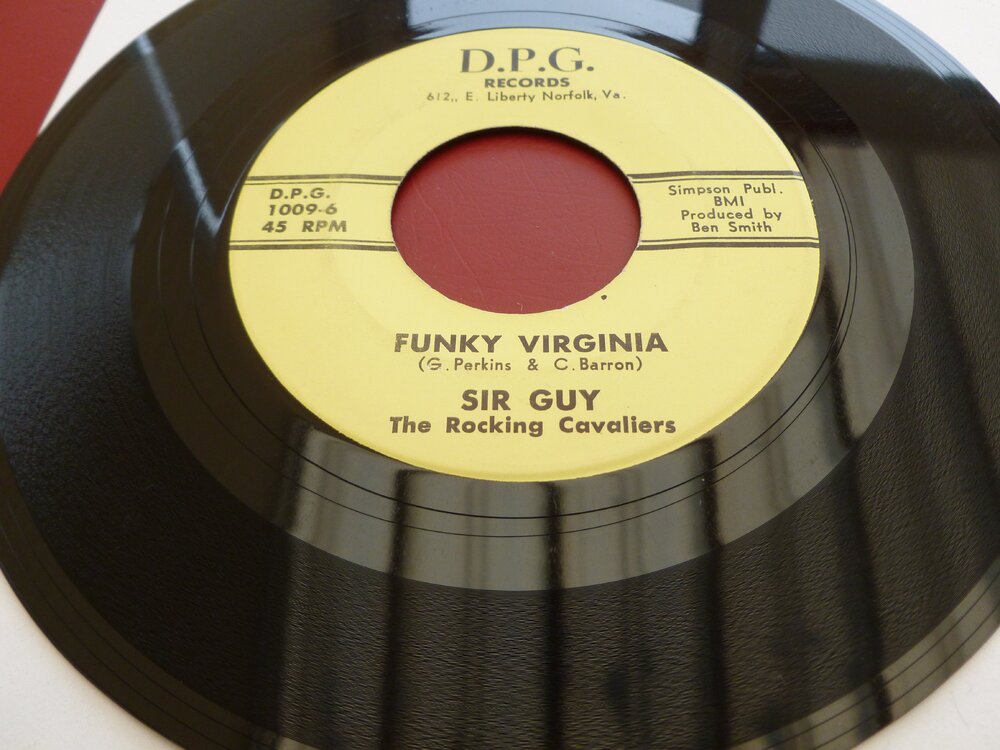 D.P.G.
RECORDS
612,, E. Liberty Norfolk, Va.
D.P.G.
1009-6
45 RPM
Simpson Publ.
BMI
Produced by
Ben Smith
FUNKY VIRGINIA
(G. Perkins & C. Barron)
SIR GUY
The Rocking Cavaliers